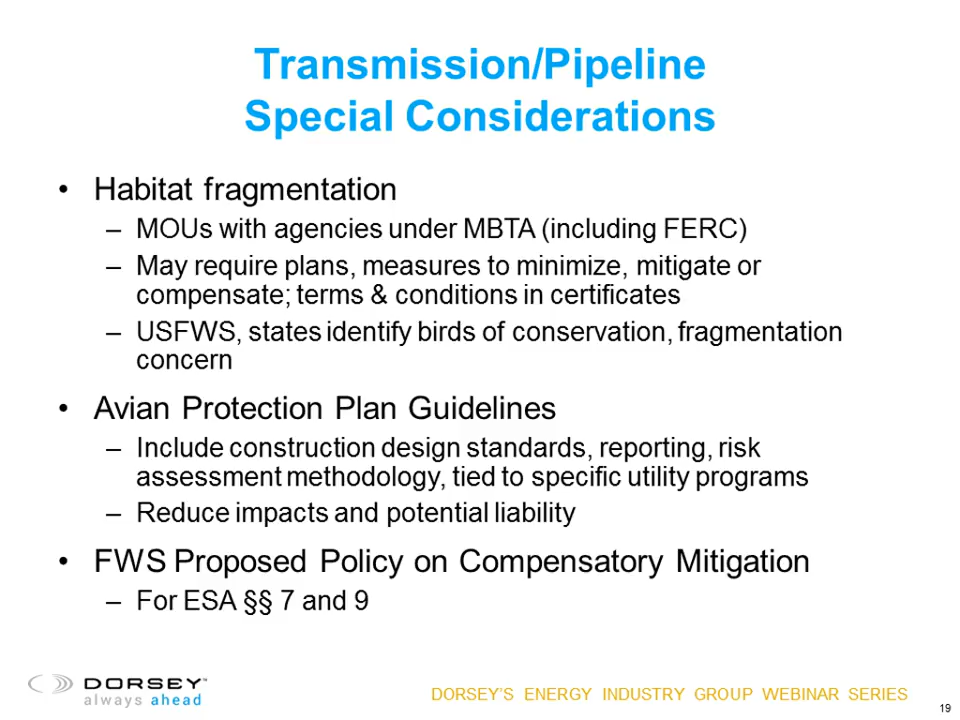 Transmission/Pipeline
Special Considerations
• Habitat fragmentation
– MOUs with agencies under MBTA (including FERC)
– May require plans, measures to minimize, mitigate or
compensate; terms & conditions in certificates
– USFWS, states identify birds of conservation, fragmentation
concern
• Avian Protection Plan Guidelines
– Include construction design standards, reporting, risk
assessment methodology, tied to specific utility programs
– Reduce impacts and potential liability
• FWS Proposed Policy on Compensatory Mitigation
– For ESA §§ 7 and 9
DORSEY™
always ahead
DORSEY'S ENERGY INDUSTRY GROUP WEBINAR SERIES
19